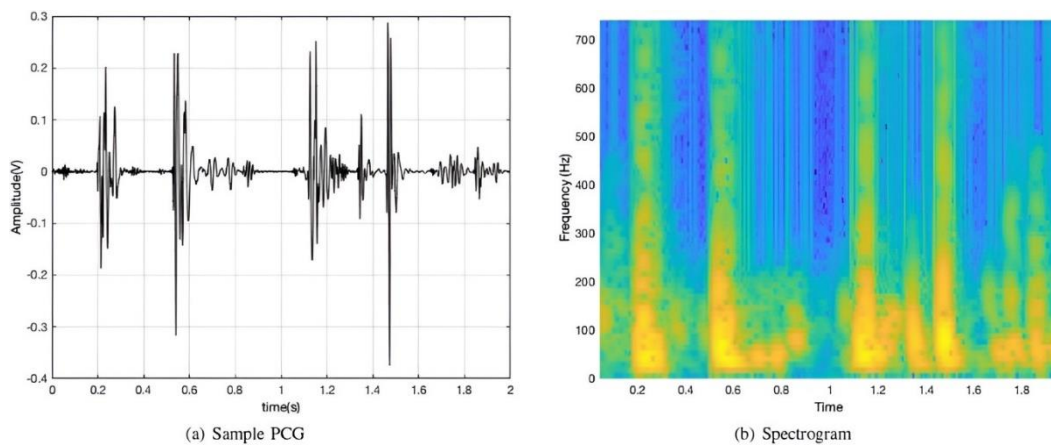 0.3
0.2
0.1
0
-0.1
-0.2
-0.3
-0.4
Amplitude(V)
0 0.2 0.4 0.6 0.8 1 1.2 1.4 1.6 1.8 2
time(s)
(a) Sample PCG
700
600
500
400
300
200
100
0
Frequency (Hz)
0.2 0.4 0.6 0.8 1 1.2 1.4 1.6 1.8
Time
(b) Spectrogram